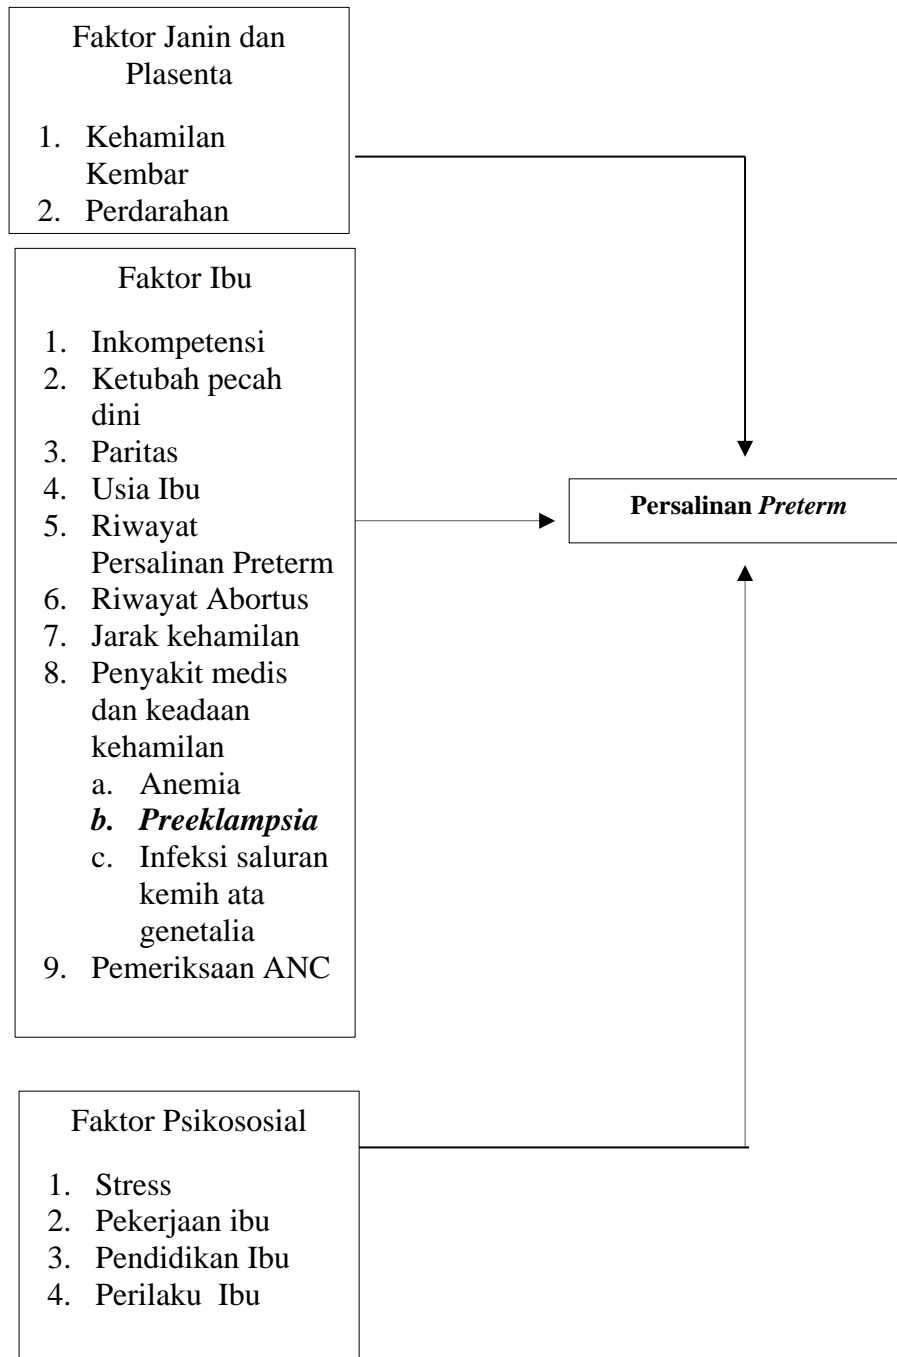 Faktor Janin dan
Plasenta
1. Kehamilan
Kembar
2. Perdarahan
Faktor Ibu
1. Inkompetensi
2. Ketubah pecah
dini
3. Paritas
4. Usia Ibu
5. Riwayat
Persalinan Preterm
6. Riwayat Abortus
7. Jarak kehamilan
8. Penyakit medis
dan keadaan
kehamilan
a. Anemia
b. Preeklampsia
c. Infeksi saluran
kemih ata
genetalia
9. Pemeriksaan ANC
Persalinan Preterm
Faktor Psikososial
1. Stress
2. Pekerjaan ibu
3. Pendidikan Ibu
4. Perilaku Ibu